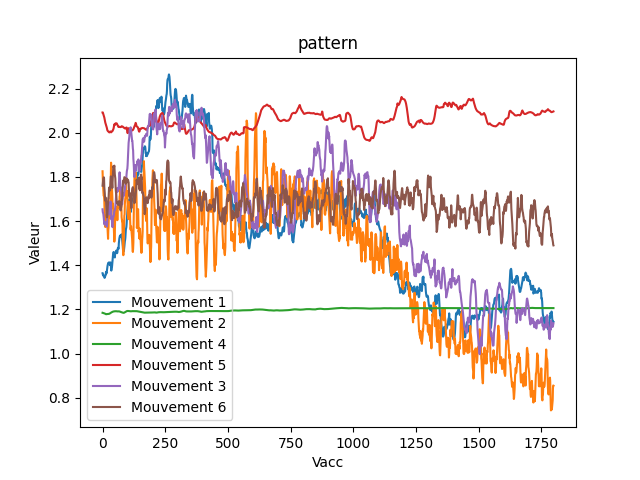 pattern
Valeur
2.2
2.0
1.8
1.6
1.4
1.2
1.0
0.8
Mouvement 1
Mouvement 2
Mouvement 4
Mouvement 5
Mouvement 3
Mouvement 6
0 250 500 750 1000 1250 1500 1750
Vacc